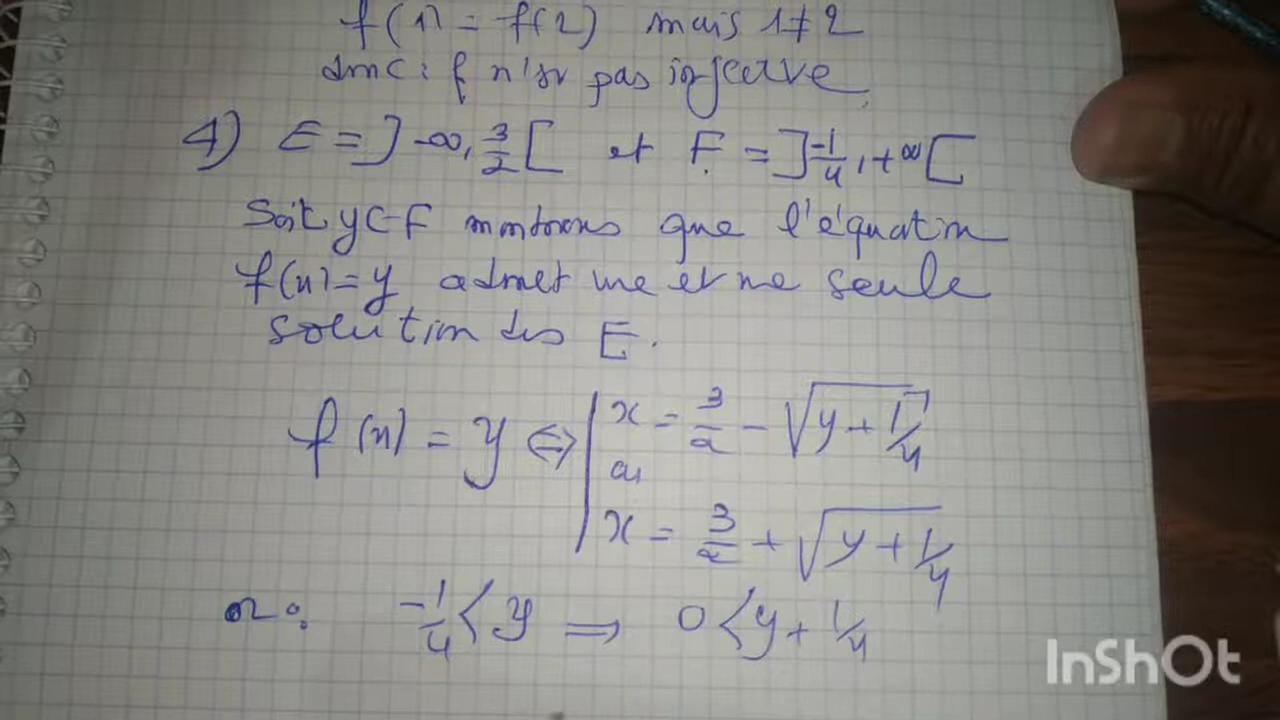 f(1) = f(2) mais 1≠2
donc: f n'est pas injective
4) E = ]-∞, 3/2[ et F = ]-1/4, +∞[
Soit y∈F montrons que l'équation
f(x) = y admet une et une seule
solution ds E.
f(x) = y ⇔ | x = 3/2 - √(y + 1/4)
ou
x = 3/2 + √(y + 1/4)
or: -1/4 < y ⇒ 0 < y + 1/4
InShOt